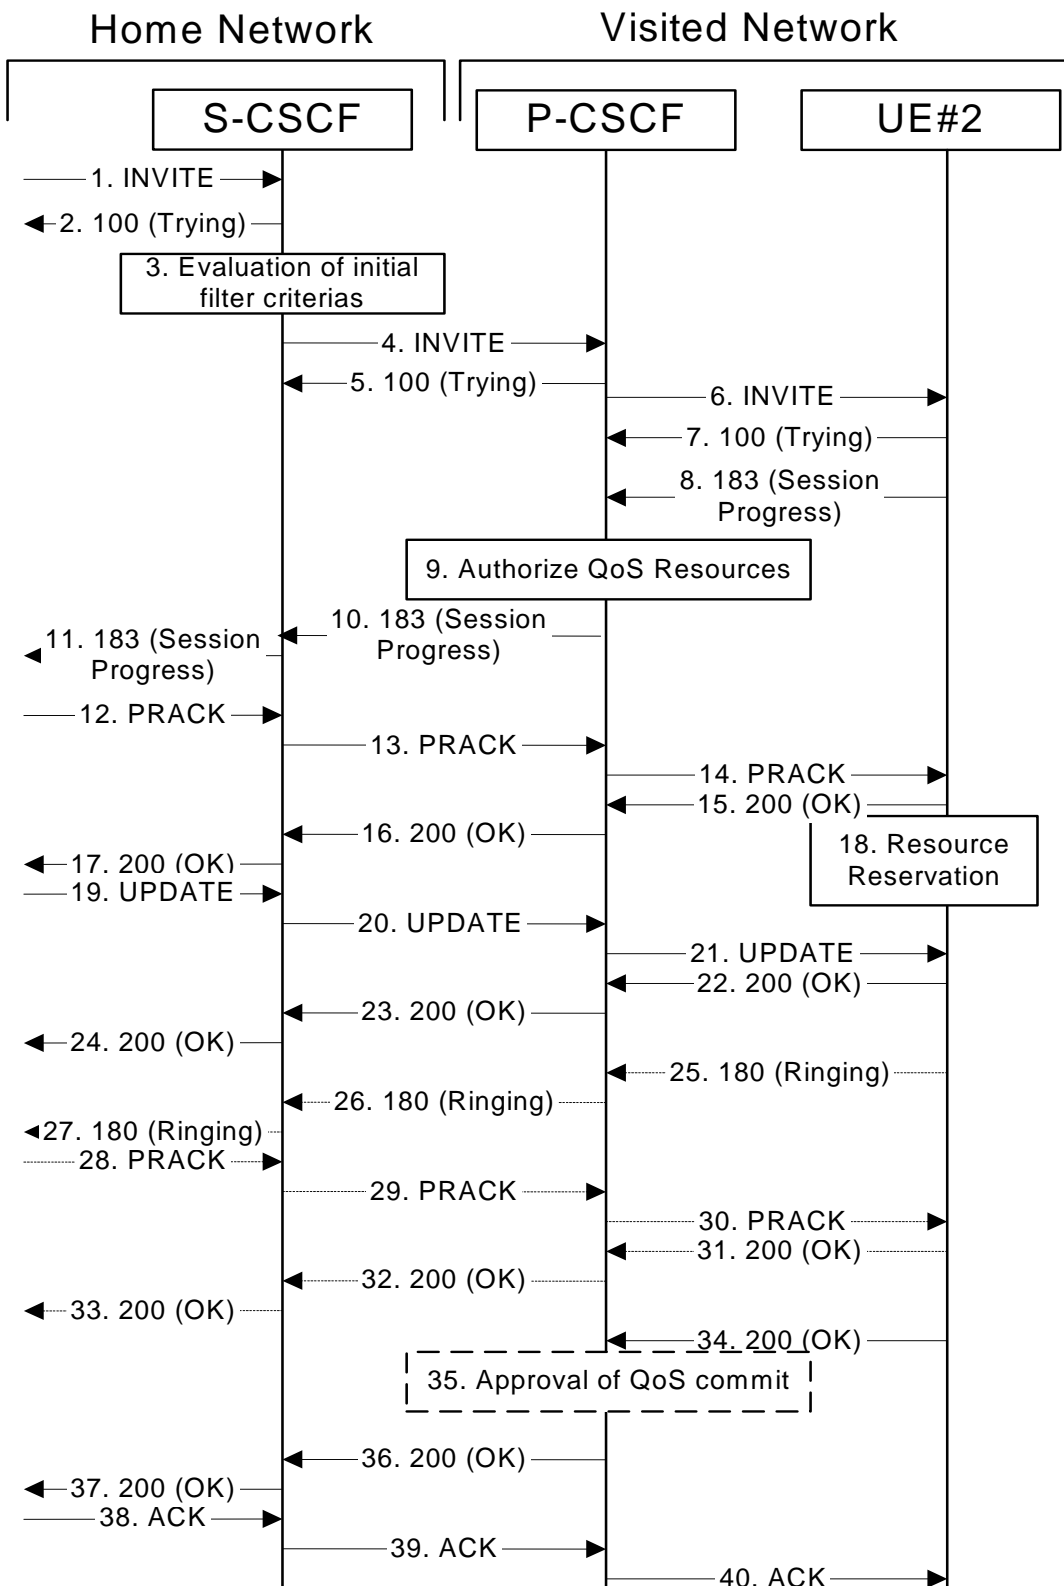 Home Network
Visited Network
S-CSCF
P-CSCF
UE#2
1. INVITE
2. 100 (Trying)
3. Evaluation of initial
filter criterias
4. INVITE
5. 100 (Trying)
6. INVITE
7. 100 (Trying)
8. 183 (Session
Progress)
9. Authorize QoS Resources
10. 183 (Session
Progress)
11. 183 (Session
Progress)
12. PRACK
13. PRACK
14. PRACK
15. 200 (OK)
16. 200 (OK)
17. 200 (OK)
18. Resource
Reservation
19. UPDATE
20. UPDATE
21. UPDATE
22. 200 (OK)
23. 200 (OK)
24. 200 (OK)
25. 180 (Ringing)
26. 180 (Ringing)
27. 180 (Ringing)
28. PRACK
29. PRACK
30. PRACK
31. 200 (OK)
32. 200 (OK)
33. 200 (OK)
34. 200 (OK)
35. Approval of QoS commit
36. 200 (OK)
37. 200 (OK)
38. ACK
39. ACK
40. ACK